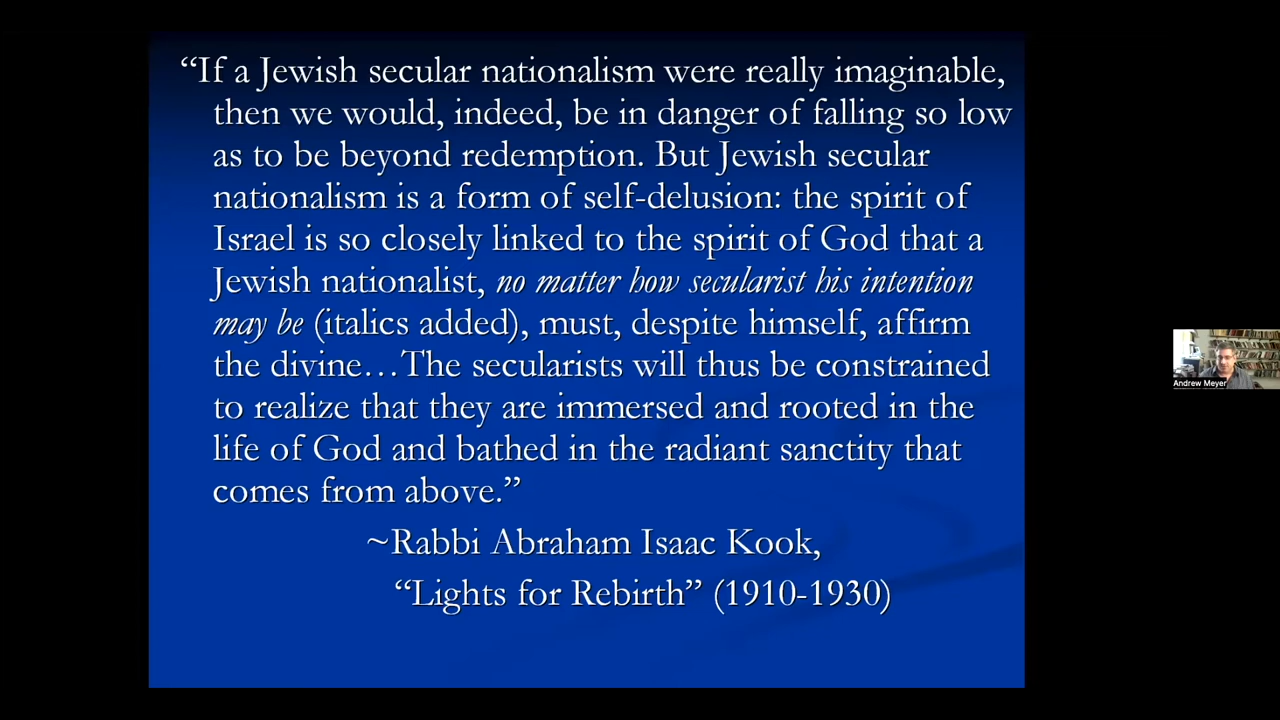 “If a Jewish secular nationalism were really imaginable,
then we would, indeed, be in danger of falling so low
as to be beyond redemption. But Jewish secular
nationalism is a form of self-delusion: the spirit of
Israel is so closely linked to the spirit of God that a
Jewish nationalist, no matter how secularist his intention
may be (italics added), must, despite himself, affirm
the divine…The secularists will thus be constrained
to realize that they are immersed and rooted in the
life of God and bathed in the radiant sanctity that
comes from above.”
~Rabbi Abraham Isaac Kook,
“Lights for Rebirth” (1910-1930)
Andrew Meyer